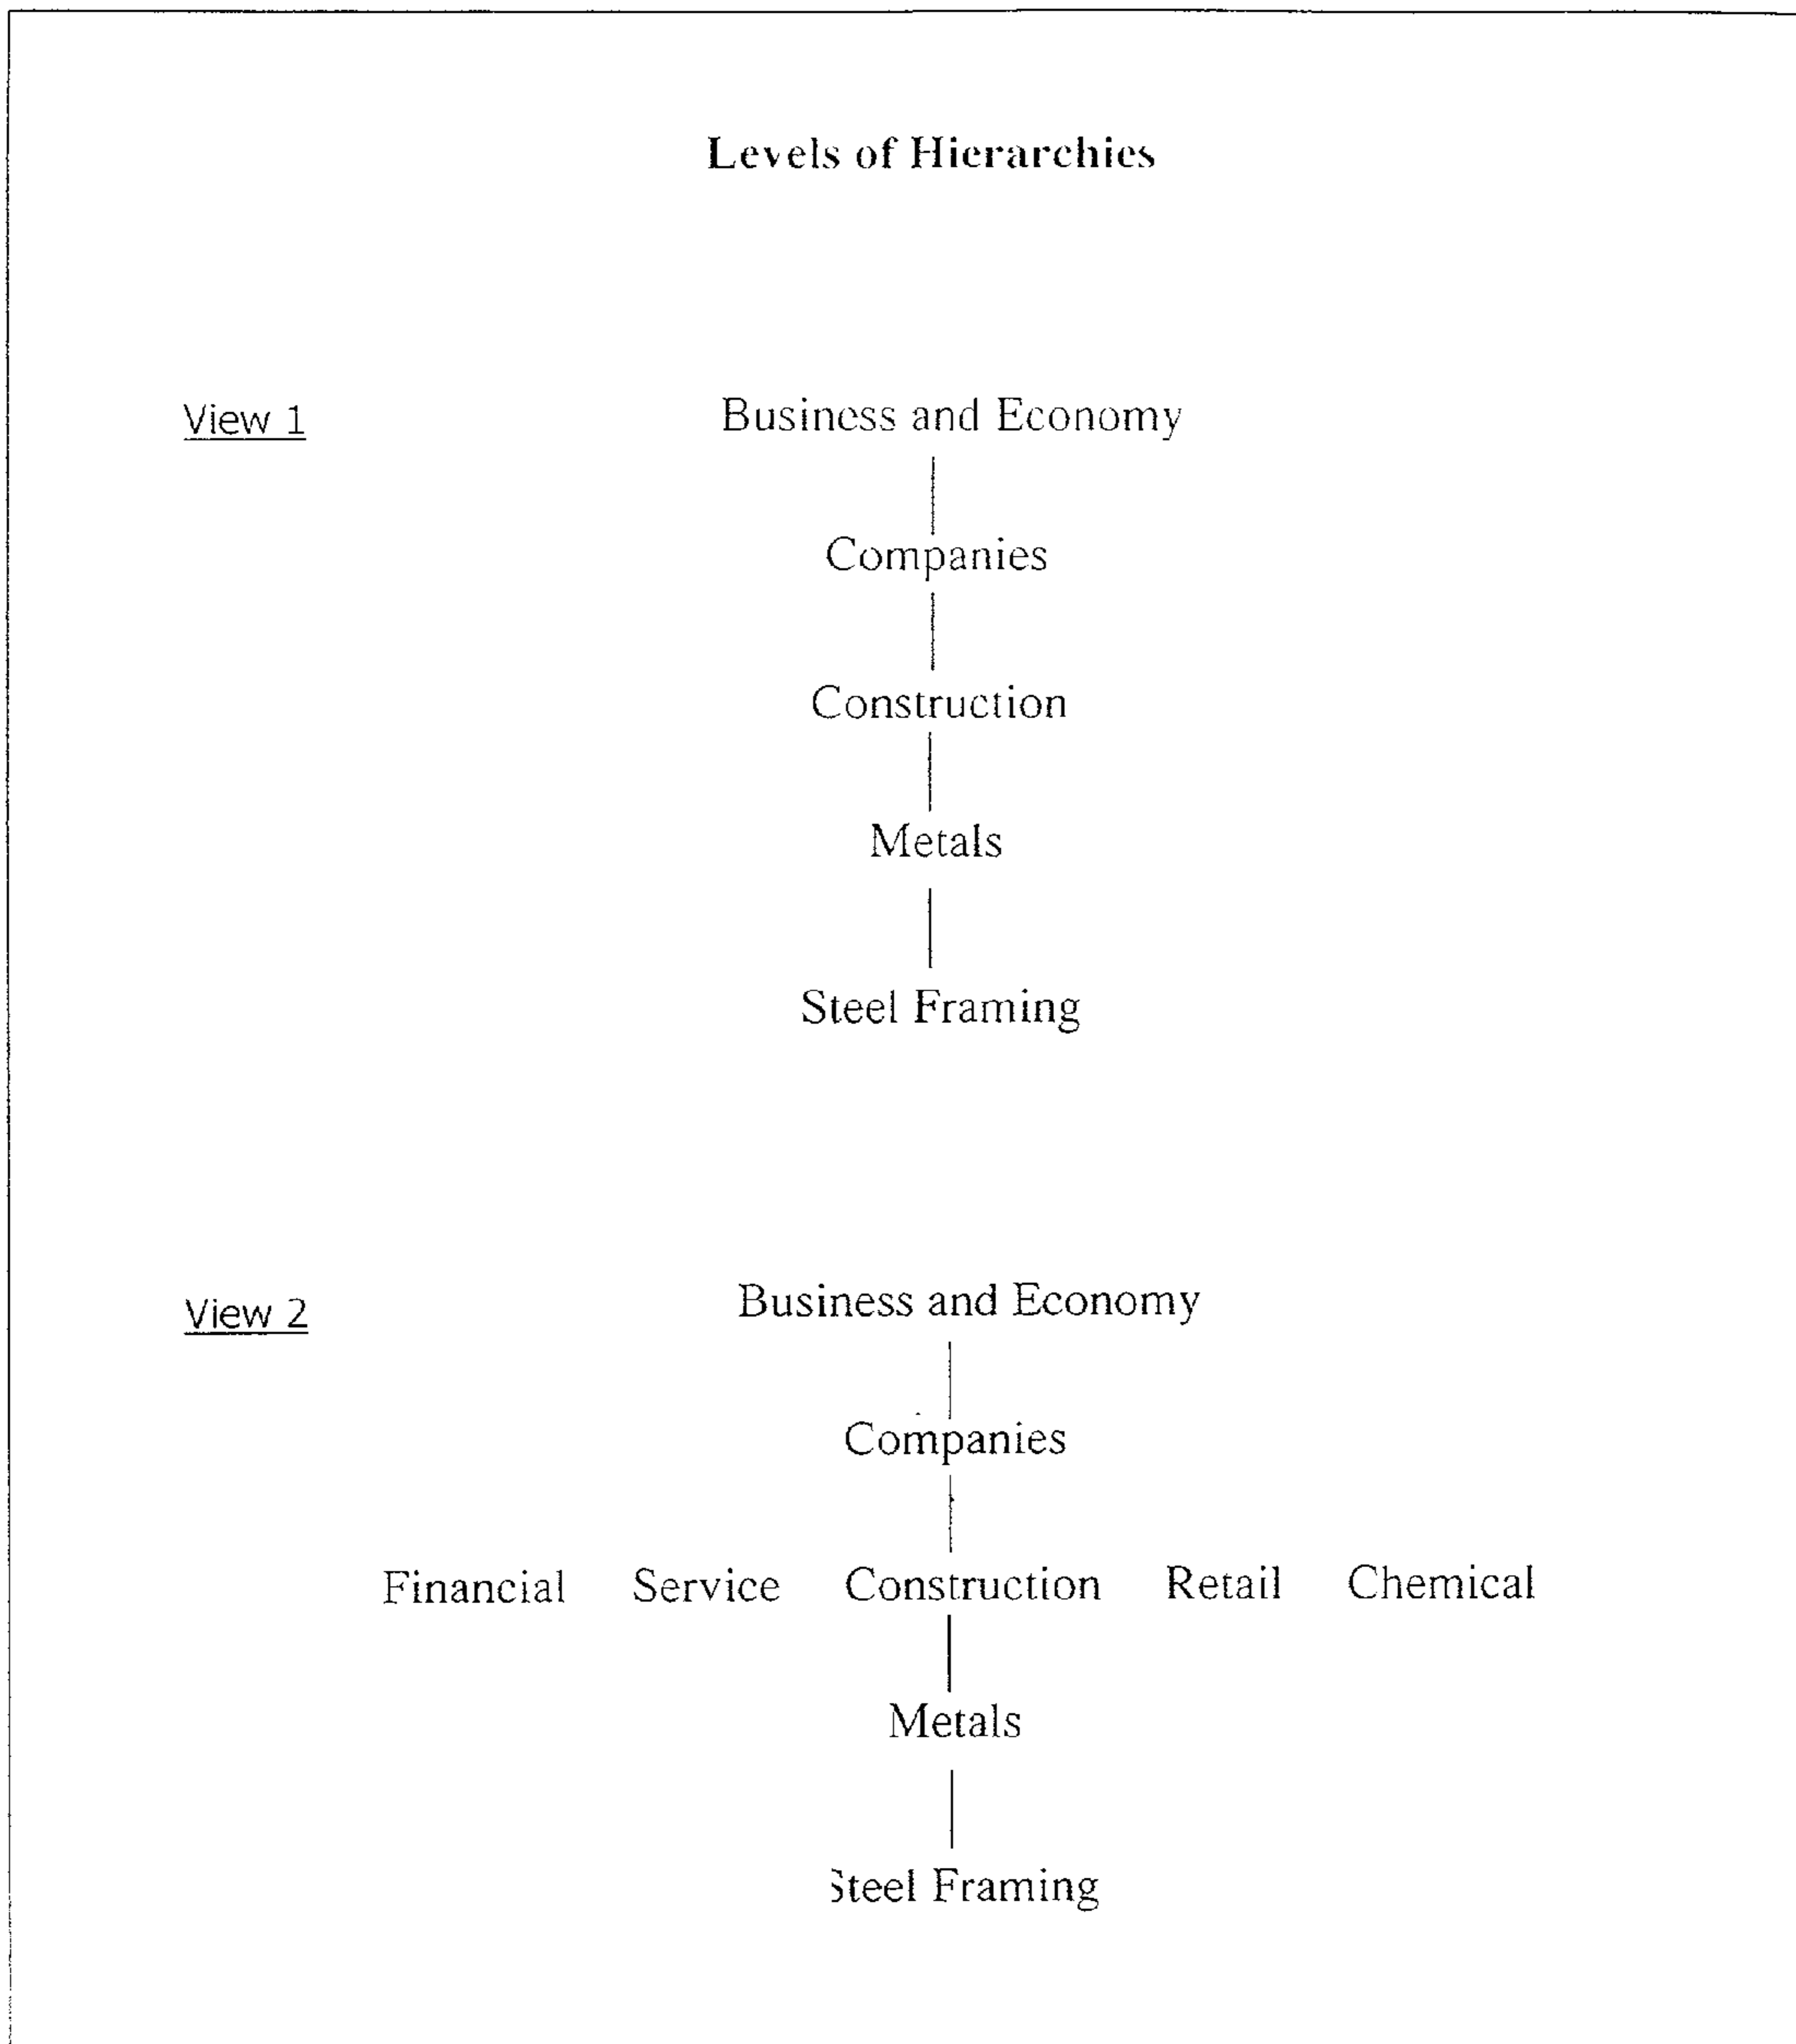 Levels of Hierarchies
View 1
Business and Economy
Companies
Construction
Metals
Steel Framing
View 2
Business and Economy
Companies
Financial Service Construction Retail Chemical
Metals
Steel Framing